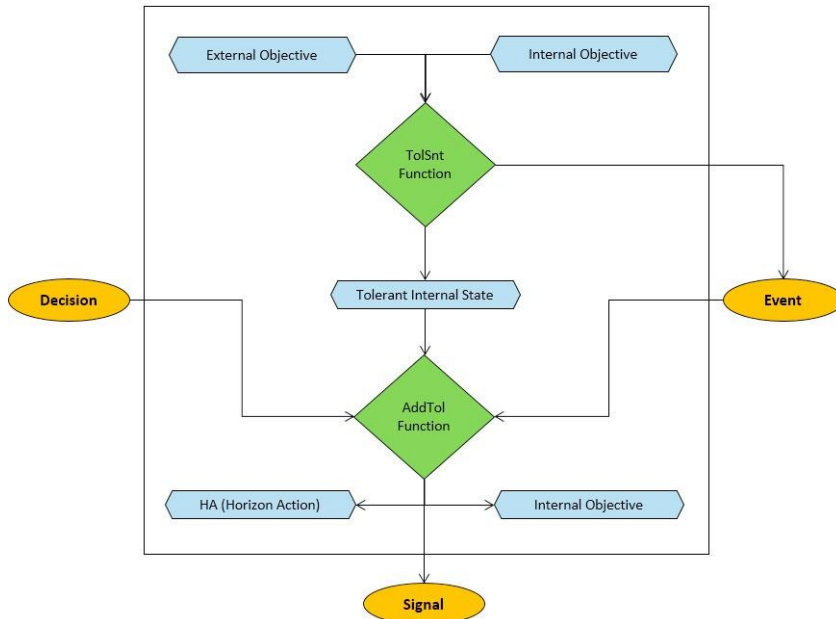 External Objective
Internal Objective
TolSnt
Function
Decision
Tolerant Internal State
Event
AddTol
Function
HA (Horizon Action)
Internal Objective
Signal